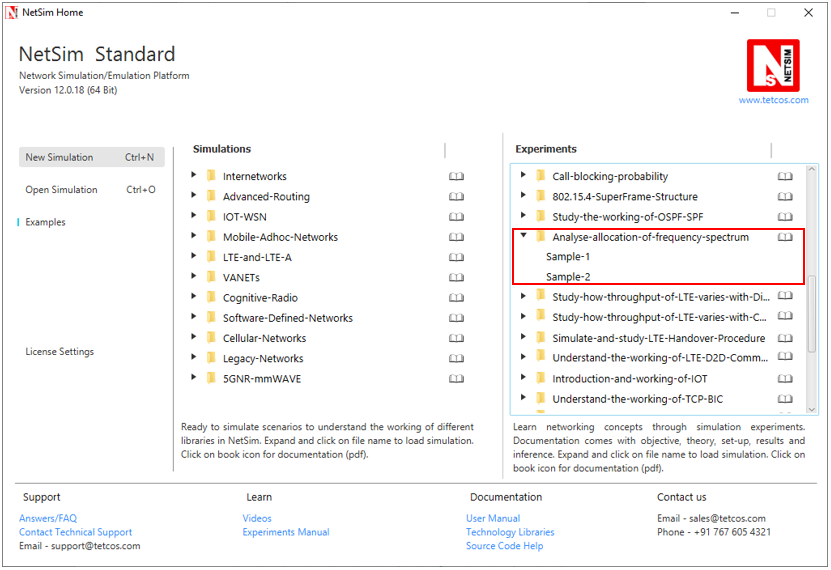 NetSim Home
NetSim Standard
Network Simulation/Emulation Platform
Version 12.0.18 (64 Bit)
N
S
NETSIM
www.tetcos.com
New Simulation Ctrl+N
Open Simulation Ctrl+O
Examples
License Settings
Simulations
Internetworks
Advanced-Routing
IOT-WSN
Mobile-Adhoc-Networks
LTE-and-LTE-A
VANETs
Cognitive-Radio
Software-Defined-Networks
Cellular-Networks
Legacy-Networks
5GNR-mmWAVE
Ready to simulate scenarios to understand the working of different
libraries in NetSim. Expand and click on file name to load simulation.
Click on book icon for documentation (pdf).
Experiments
Call-blocking-probability
802.15.4-SuperFrame-Structure
Study-the-working-of-OSPF-SPF
Analyse-allocation-of-frequency-spectrum
Sample-1
Sample-2
Study-how-throughput-of-LTE-varies-with-Di...
Study-how-throughput-of-LTE-varies-with-C...
Simulate-and-study-LTE-Handover-Procedure
Understand-the-working-of-LTE-D2D-Comm...
Introduction-and-working-of-IOT
Understand-the-working-of-TCP-BIC
Learn networking concepts through simulation experiments.
Documentation comes with objective, theory, set-up, results and
inference. Expand and click on file name to load simulation. Click on
book icon for documentation (pdf).
Support
Answers/FAQ
Contact Technical Support
Email - support@tetcos.com
Learn
Videos
Experiments Manual
Documentation
User Manual
Technology Libraries
Source Code Help
Contact us
Email - sales@tetcos.com
Phone - +91 767 605 4321